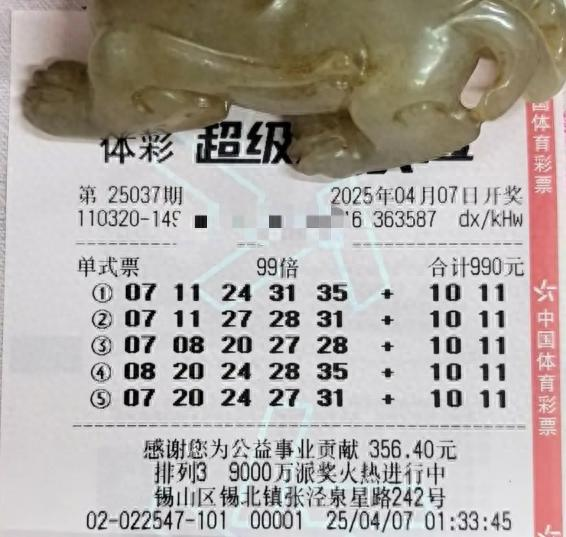 体彩 超级
第 25037期 2025年04月07日开奖
110320-149 16 363587 dx/kHw
单式票 99倍 合计990元
① 07 11 24 31 35 + 10 11
② 07 11 27 28 31 + 10 11
③ 07 08 20 27 28 + 10 11
④ 08 20 24 28 35 + 10 11
⑤ 07 20 24 27 31 + 10 11
感谢您为公益事业贡献 356.40元
排列3 9000万派奖火热进行中
锡山区锡北镇张泾泉星路242号
02-022547-101 00001 25/04/07 01:33:45
国体育彩票
中国体育彩票